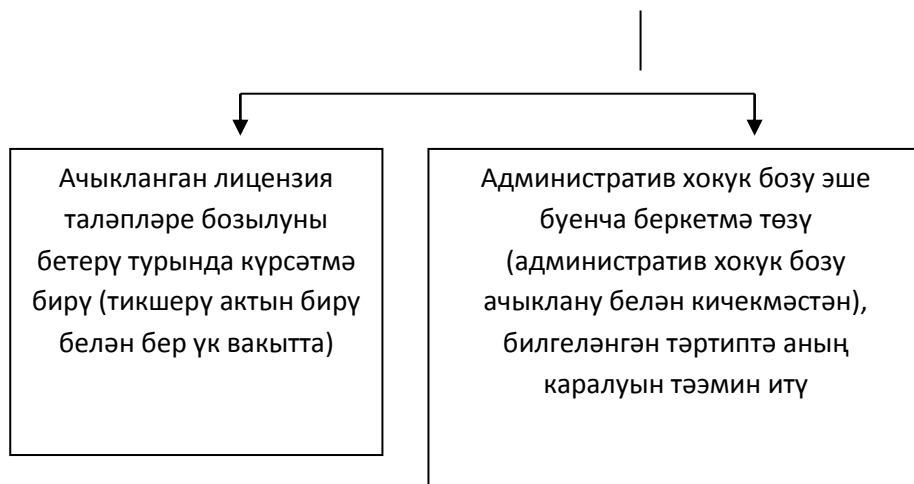 Ачыкланган лицензия
таләпләре бозылуны
бетерү турында күрсәтмә
бирү (тикшерү актын бирү
белән бер үк вакытта)
Административ хокук бозу эше
буенча беркетмә төзү
(административ хокук бозу
ачыклану белән кичекмәстән),
билгеләнгән тәртиптә аның
каралуын тәэмин итү